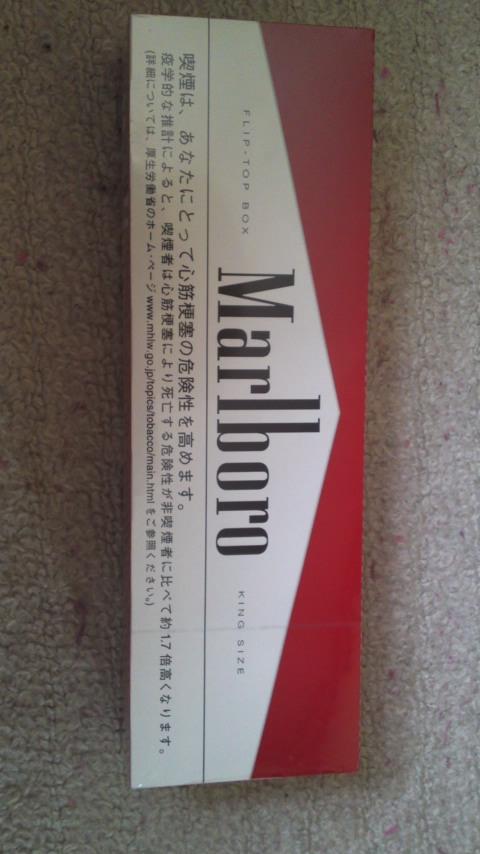 FLIP-TOP BOX
Marlboro
KING SIZE
喫煙は、あなたにとって心筋梗塞の危険性を高めます。
疫学的な推計によると、喫煙者は心筋梗塞により死亡する危険性が非喫煙者に比べて約1.7倍高くなります。
(詳細については、厚生労働省のホーム・ページ www.mhlw.go.jp/topics/tobacco/main.html をご参照ください。)